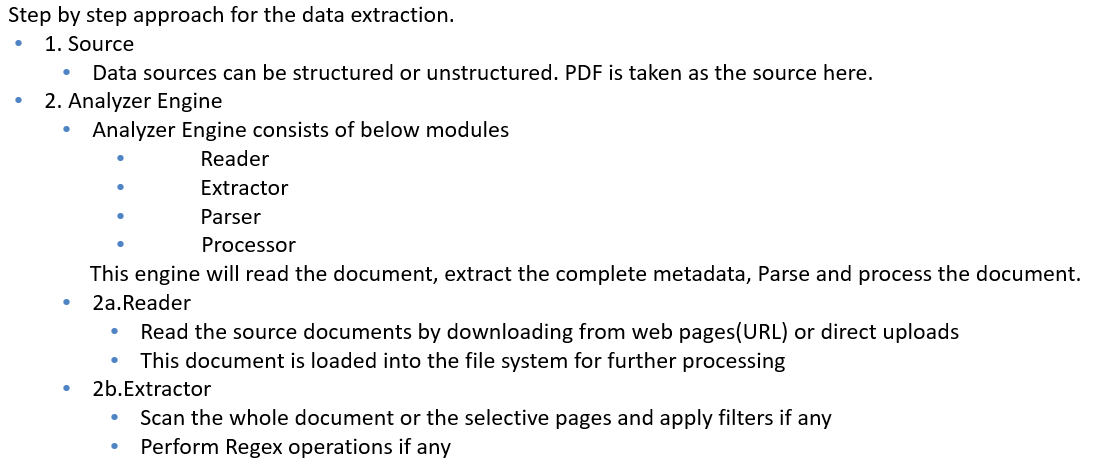 Step by step approach for the data extraction.
• 1. Source
• Data sources can be structured or unstructured. PDF is taken as the source here.
• 2. Analyzer Engine
• Analyzer Engine consists of below modules
• Reader
• Extractor
• Parser
• Processor
This engine will read the document, extract the complete metadata, Parse and process the document.
• 2a.Reader
• Read the source documents by downloading from web pages(URL) or direct uploads
• This document is loaded into the file system for further processing
• 2b.Extractor
• Scan the whole document or the selective pages and apply filters if any
• Perform Regex operations if any